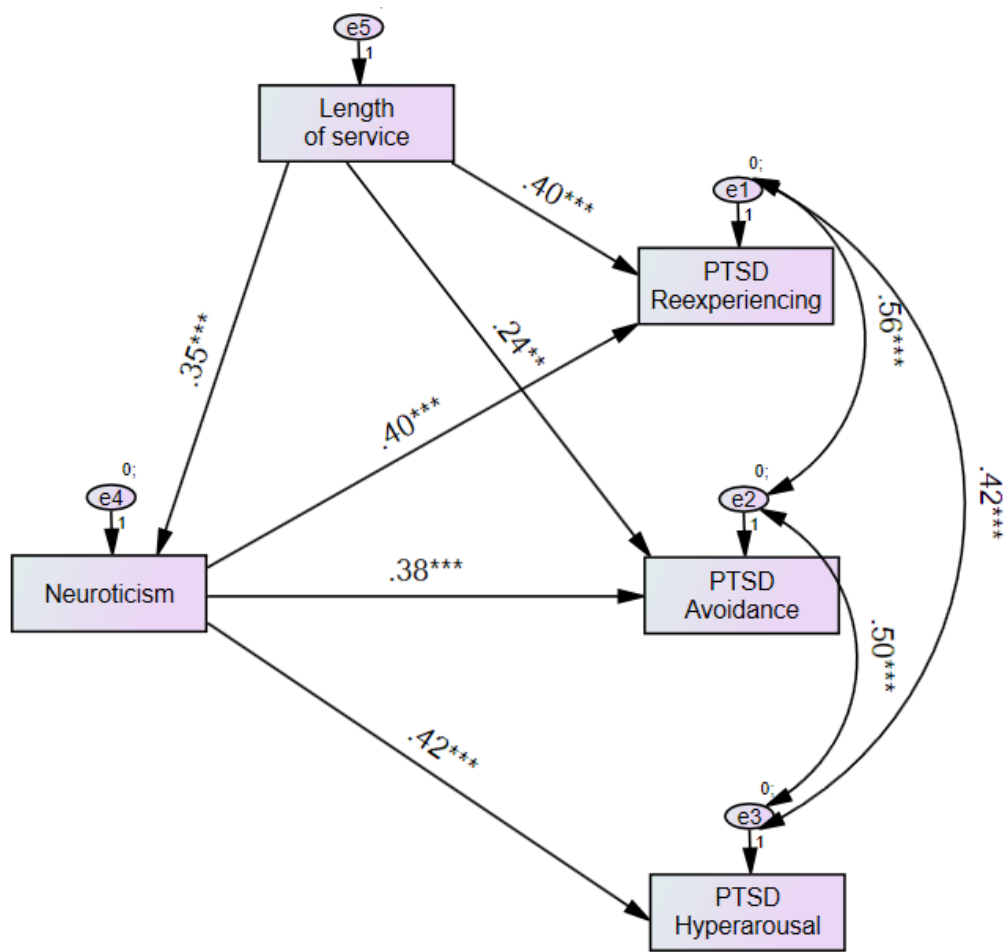 e5
1
Length
of service
.40***
0;
e1
1
PTSD
Reexperiencing
.56***
.35***
.24**
.40***
.42***
0;
e4
1
Neuroticism
.38***
0;
e2
1
PTSD
Avoidance
.50***
.42***
0;
e3
1
PTSD
Hyperarousal